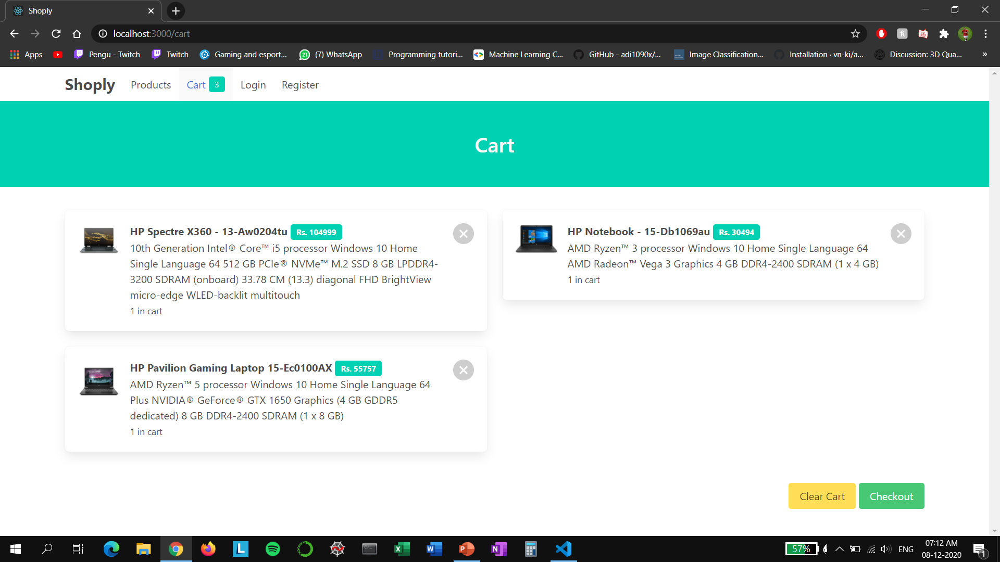 Shoply
localhost:3000/cart
Apps Pengu - Twitch Twitch Gaming and esport... 21 (7) WhatsApp Programming tutori... Machine Learning C... GitHub - adi1090x/... Image Classification... Installation · vn-ki/a... Discussion: 3D Qua... »
Shoply Products Cart 3 Login Register
Cart
HP Spectre X360 - 13-Aw0204tu Rs. 104999
10th Generation Intel® Core™ i5 processor Windows 10 Home
Single Language 64 512 GB PCIe® NVMe™ M.2 SSD 8 GB LPDDR4-
3200 SDRAM (onboard) 33.78 CM (13.3) diagonal FHD BrightView
micro-edge WLED-backlit multitouch
1 in cart
HP Notebook - 15-Db1069au Rs. 30494
AMD Ryzen™ 3 processor Windows 10 Home Single Language 64
AMD Radeon™ Vega 3 Graphics 4 GB DDR4-2400 SDRAM (1 x 4 GB)
1 in cart
HP Pavilion Gaming Laptop 15-Ec0100AX Rs. 55757
AMD Ryzen™ 5 processor Windows 10 Home Single Language 64
Plus NVIDIA® GeForce® GTX 1650 Graphics (4 GB GDDR5
dedicated) 8 GB DDR4-2400 SDRAM (1 x 8 GB)
1 in cart
Clear Cart Checkout
57% ENG 07:12 AM
08-12-2020 1